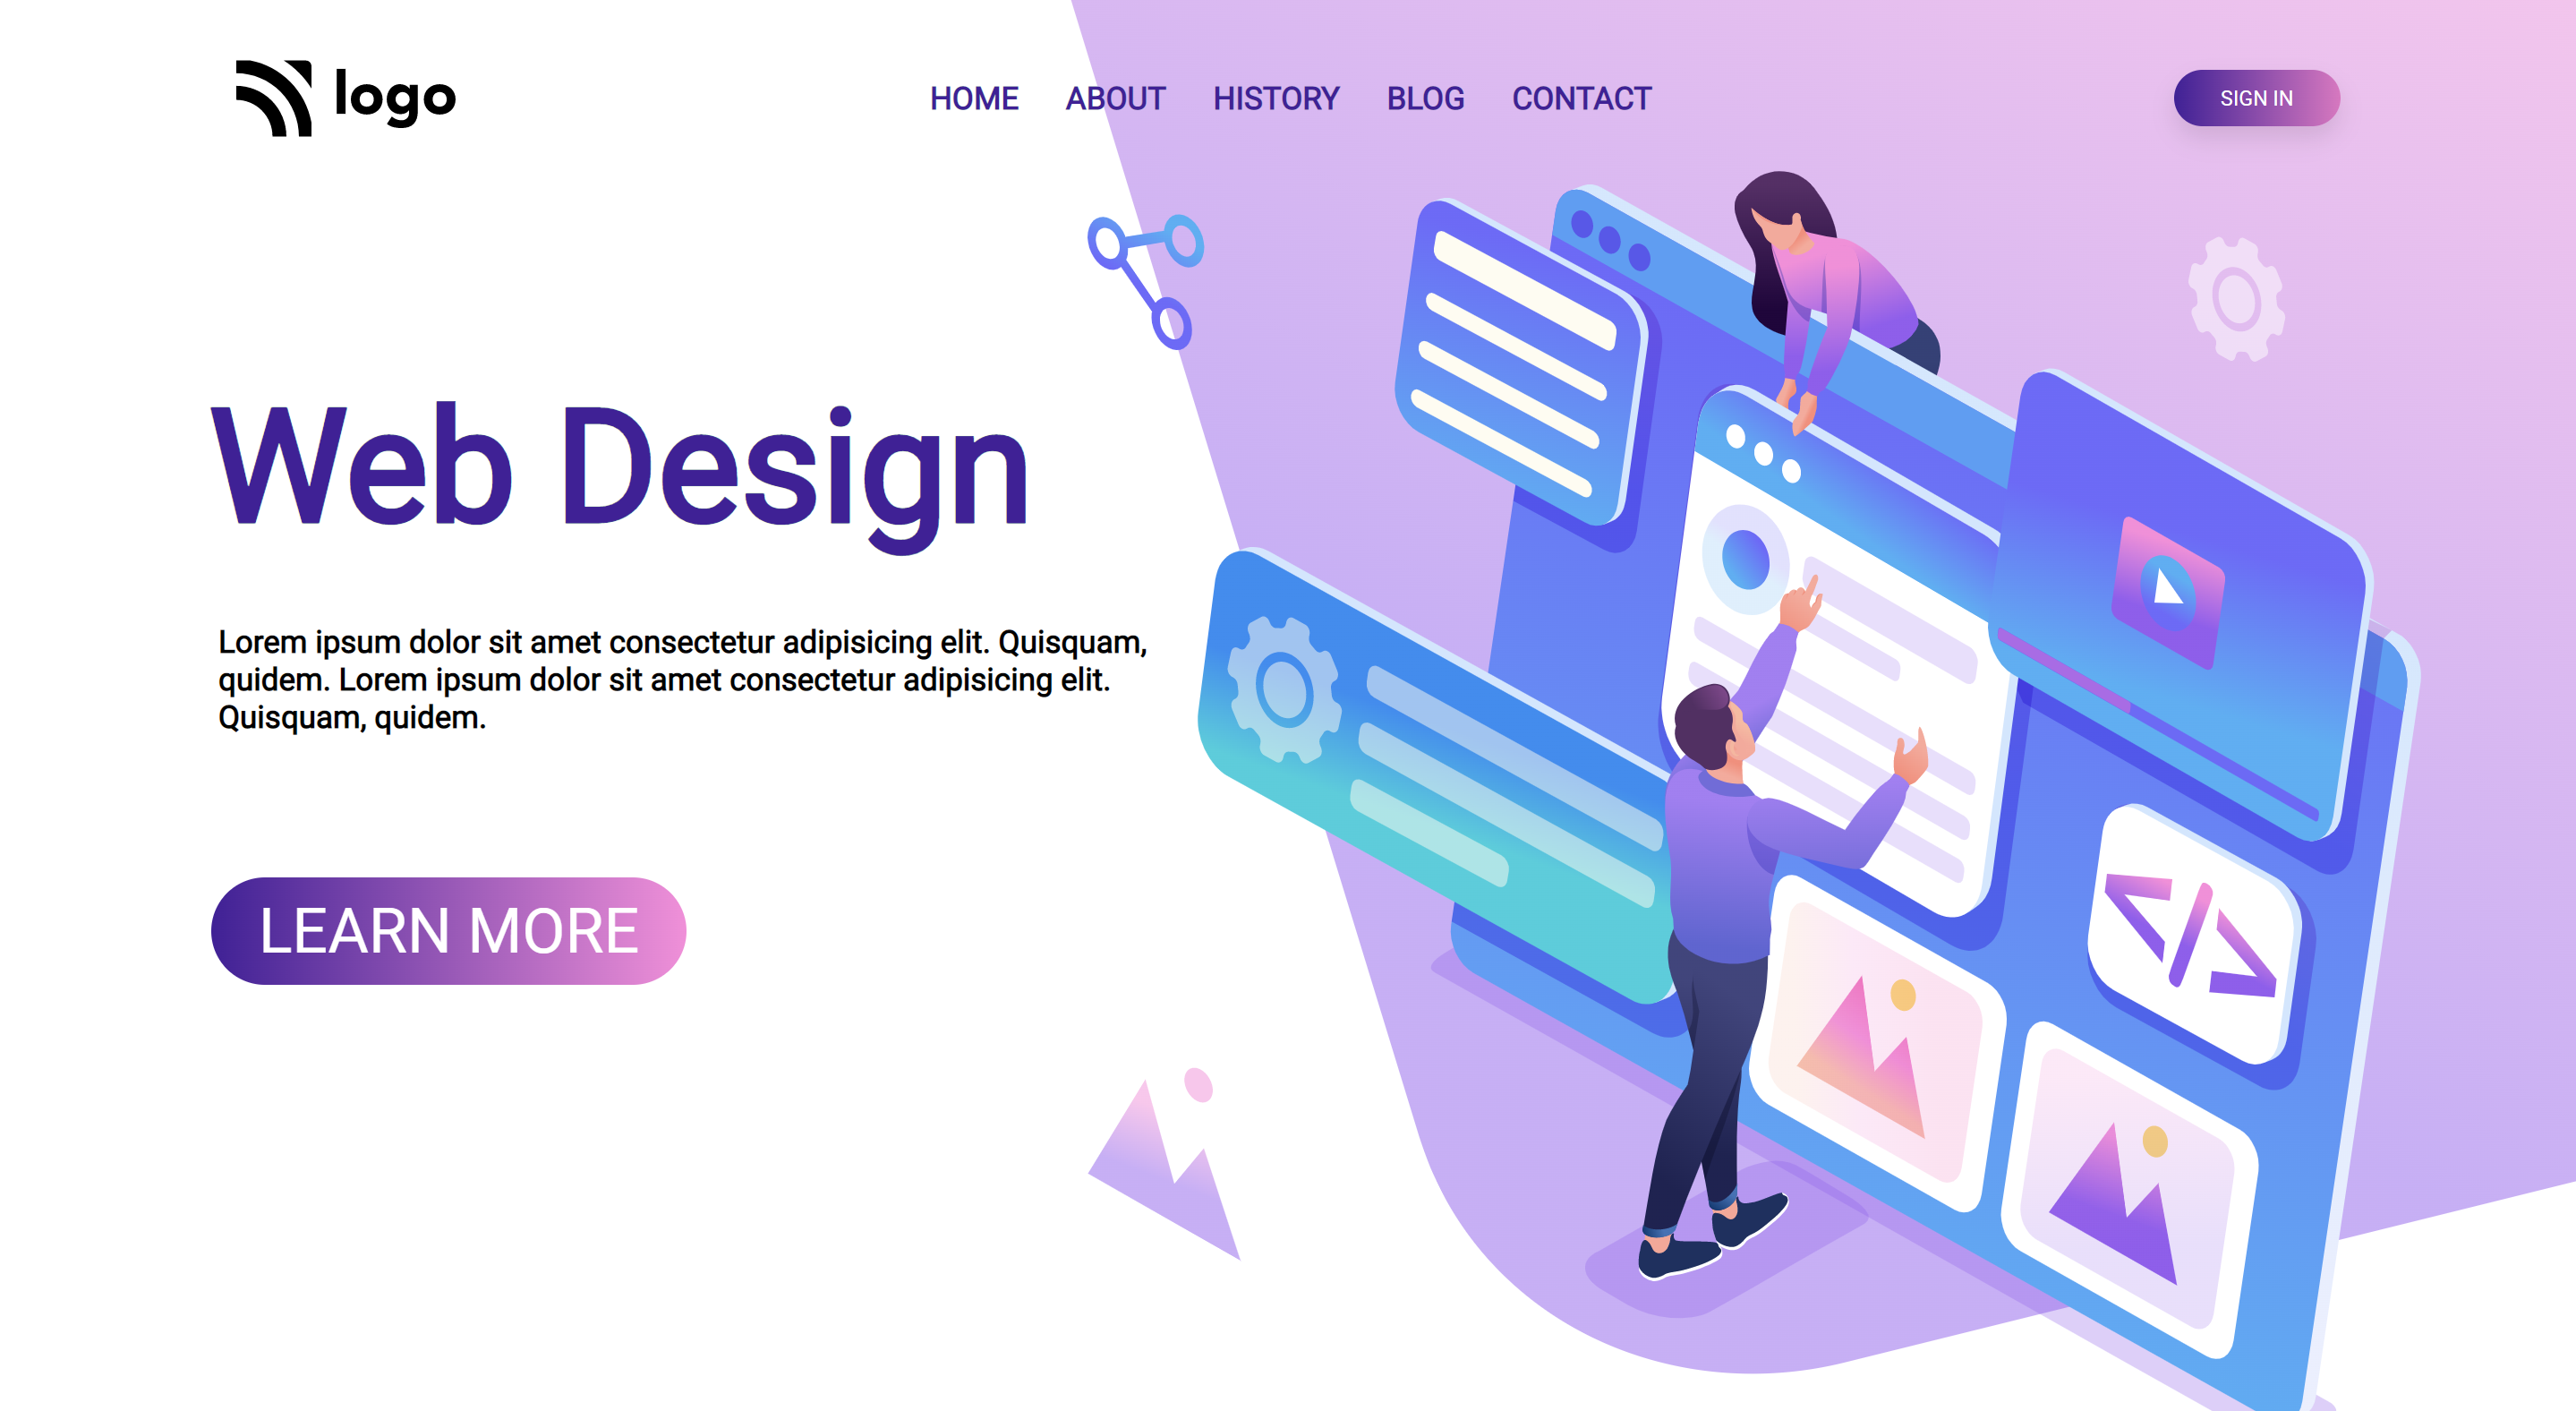 logo
HOME ABOUT HISTORY BLOG CONTACT
SIGN IN
Web Design
Lorem ipsum dolor sit amet consectetur adipisicing elit. Quisquam,
quidem. Lorem ipsum dolor sit amet consectetur adipisicing elit.
Quisquam, quidem.
LEARN MORE
</>